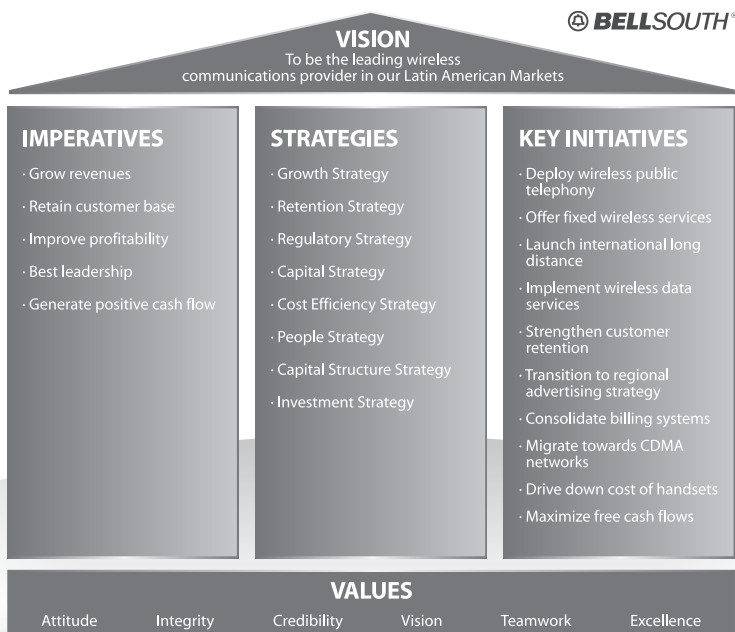 BELLSOUTH®
VISION
To be the leading wireless
communications provider in our Latin American Markets
IMPERATIVES
· Grow revenues
· Retain customer base
· Improve profitability
· Best leadership
· Generate positive cash flow
STRATEGIES
· Growth Strategy
· Retention Strategy
· Regulatory Strategy
· Capital Strategy
· Cost Efficiency Strategy
· People Strategy
· Capital Structure Strategy
· Investment Strategy
KEY INITIATIVES
· Deploy wireless public
telephony
· Offer fixed wireless services
· Launch international long
distance
· Implement wireless data
services
· Strengthen customer
retention
· Transition to regional
advertising strategy
· Consolidate billing systems
· Migrate towards CDMA
networks
· Drive down cost of handsets
· Maximize free cash flows
VALUES
Attitude Integrity Credibility Vision Teamwork Excellence